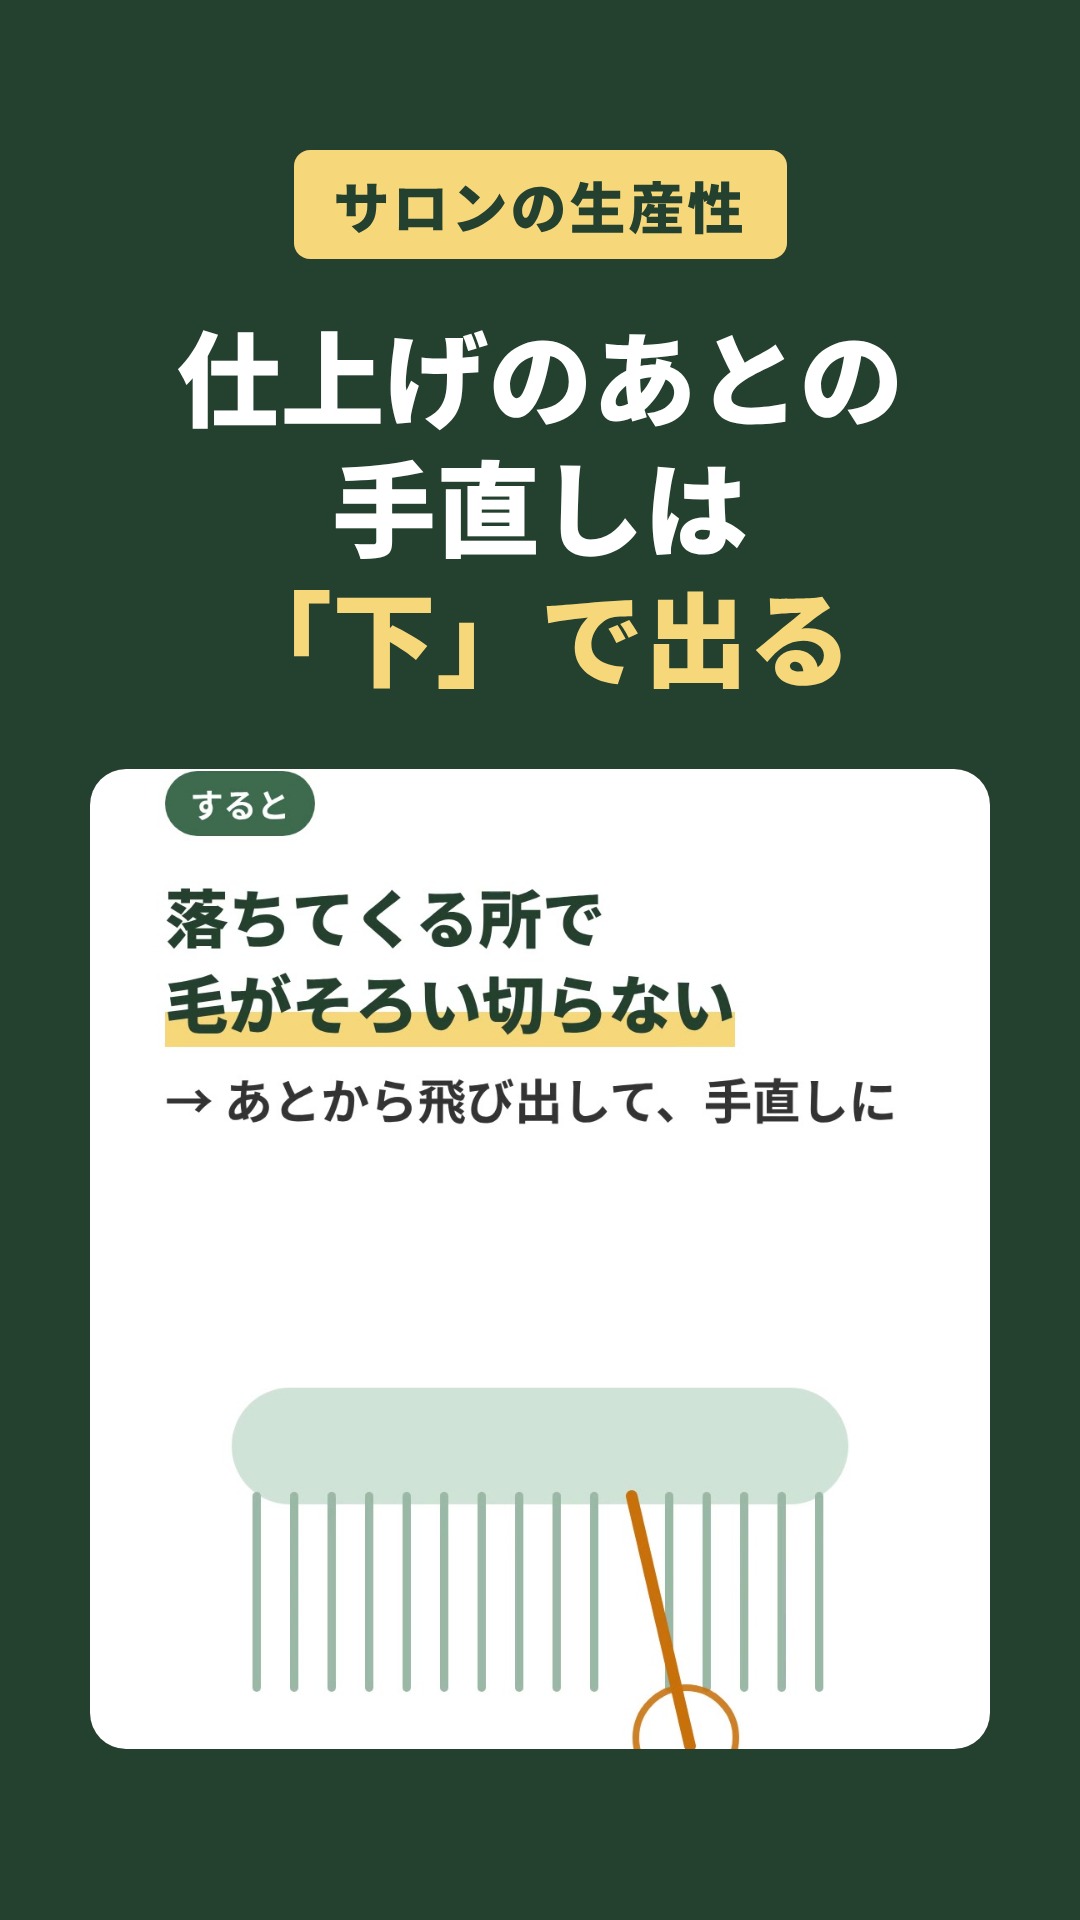 サロンの生産性
仕上げのあとの
手直しは
「下」で出る
すると
落ちてくる所で
毛がそろい切らない
→ あとから飛び出して、手直しに